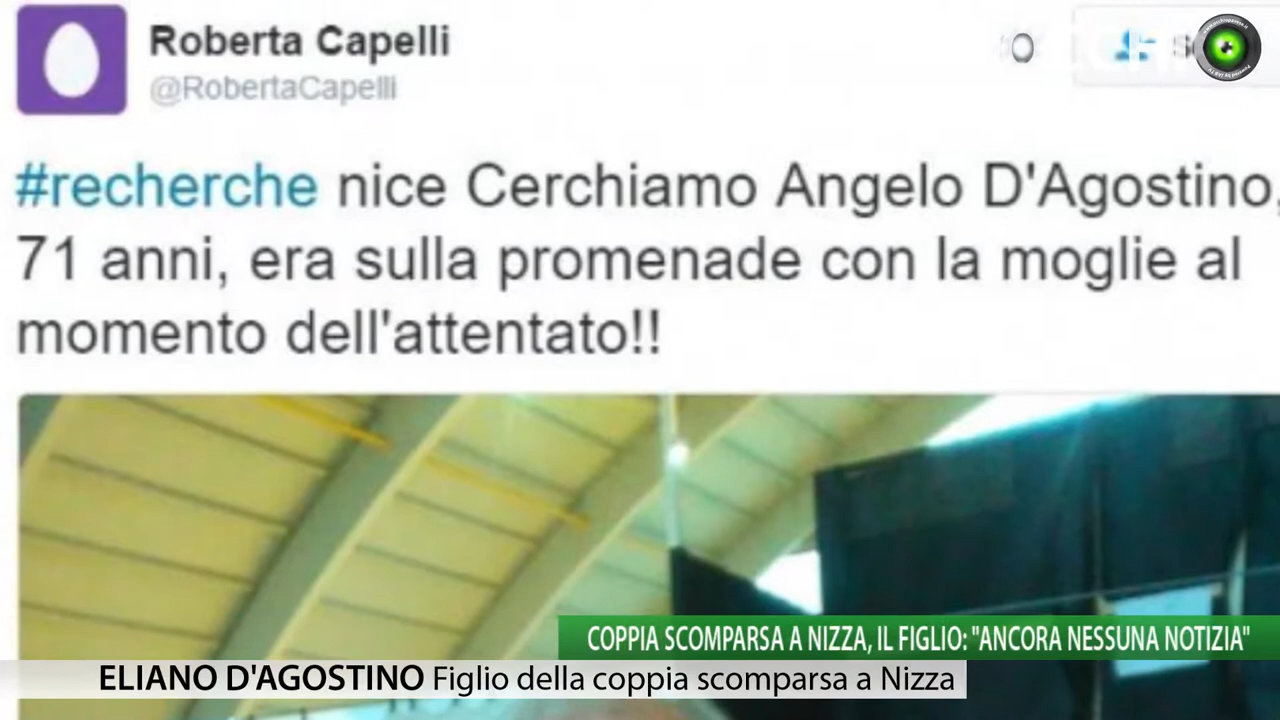 Roberta Capelli
@RobertaCapelli
#recherche nice Cerchiamo Angelo D'Agostino,
71 anni, era sulla promenade con la moglie al
momento dell'attentato!!
COPPIA SCOMPARSA A NIZZA, IL FIGLIO: "ANCORA NESSUNA NOTIZIA"
ELIANO D'AGOSTINO Figlio della coppia scomparsa a Nizza